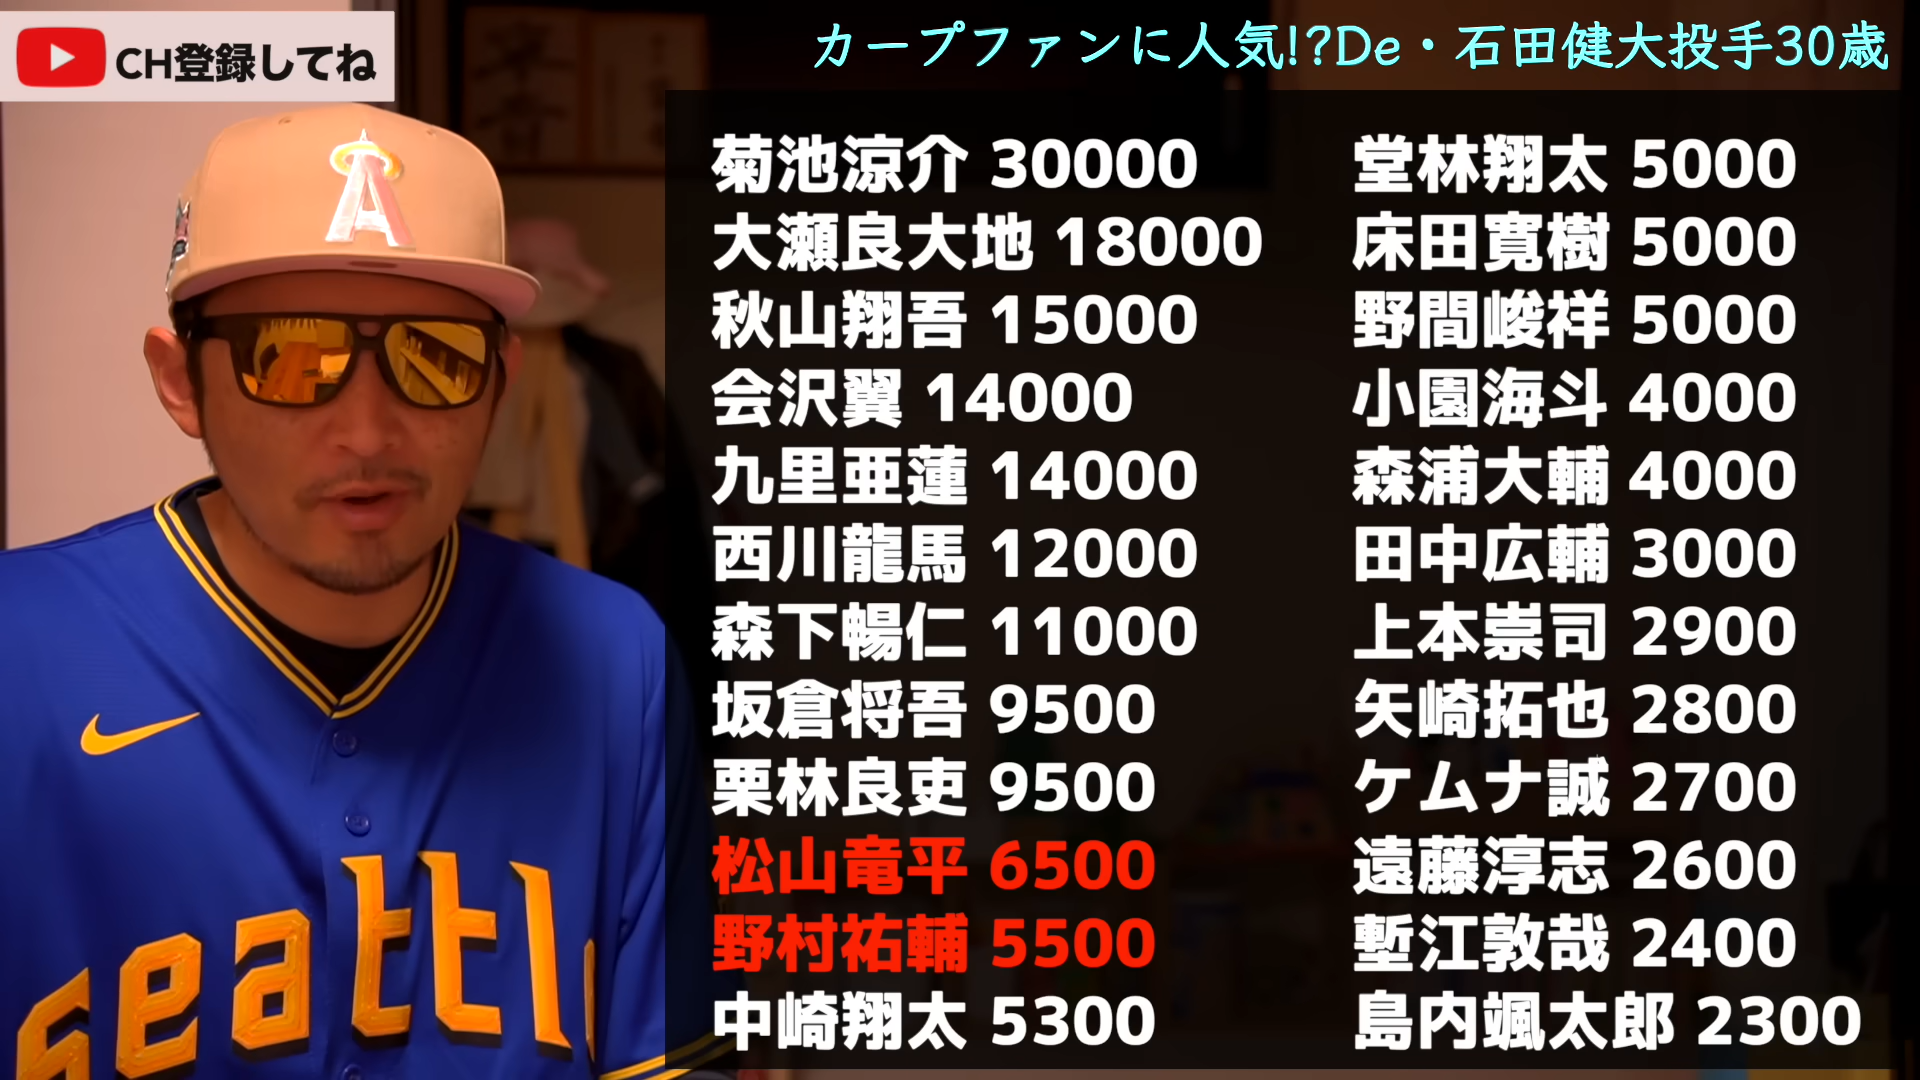 CH登録してね
カープファンに人気!?De・石田健大投手30歳
菊池涼介 30000
大瀬良大地 18000
秋山翔吾 15000
会沢翼 14000
九里亜蓮 14000
西川龍馬 12000
森下暢仁 11000
坂倉将吾 9500
栗林良吏 9500
松山竜平 6500
野村祐輔 5500
中崎翔太 5300
堂林翔太 5000
床田寛樹 5000
野間峻祥 5000
小園海斗 4000
森浦大輔 4000
田中広輔 3000
上本崇司 2900
矢崎拓也 2800
ケムナ誠 2700
遠藤淳志 2600
塹江敦哉 2400
島内颯太郎 2300
A
Seattl